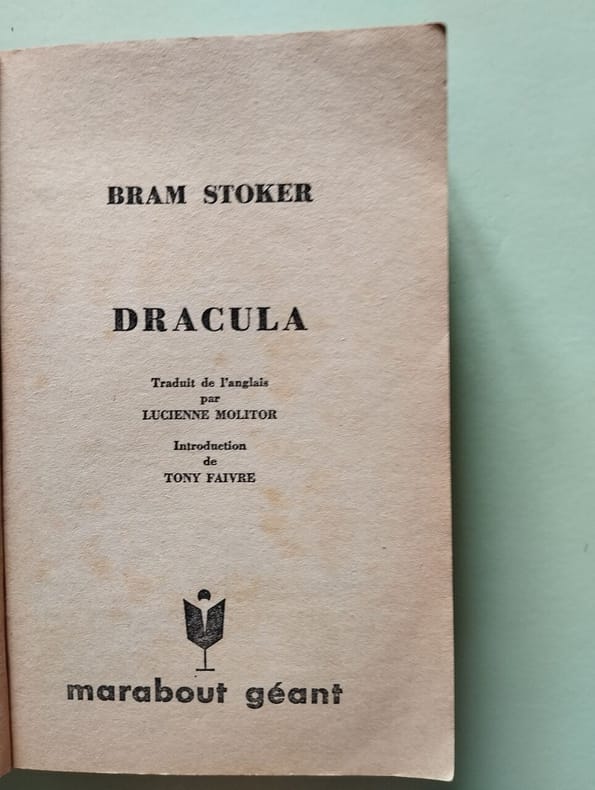 BRAM STOKER
DRACULA
Traduit de l'anglais
par
LUCIENNE MOLITOR
Introduction
de
TONY FAIVRE
marabout géant